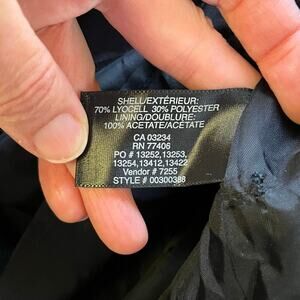 SHELL/EXTÉRIEUR:
70% LYOCELL 30% POLYESTER
LINING/DOUBLURE:
100% ACETATE/ACÉTATE
CA 03234
RN 77406
PO # 13252,13253,
13254,13412,13422
Vendor # 7255
STYLE # 00300388